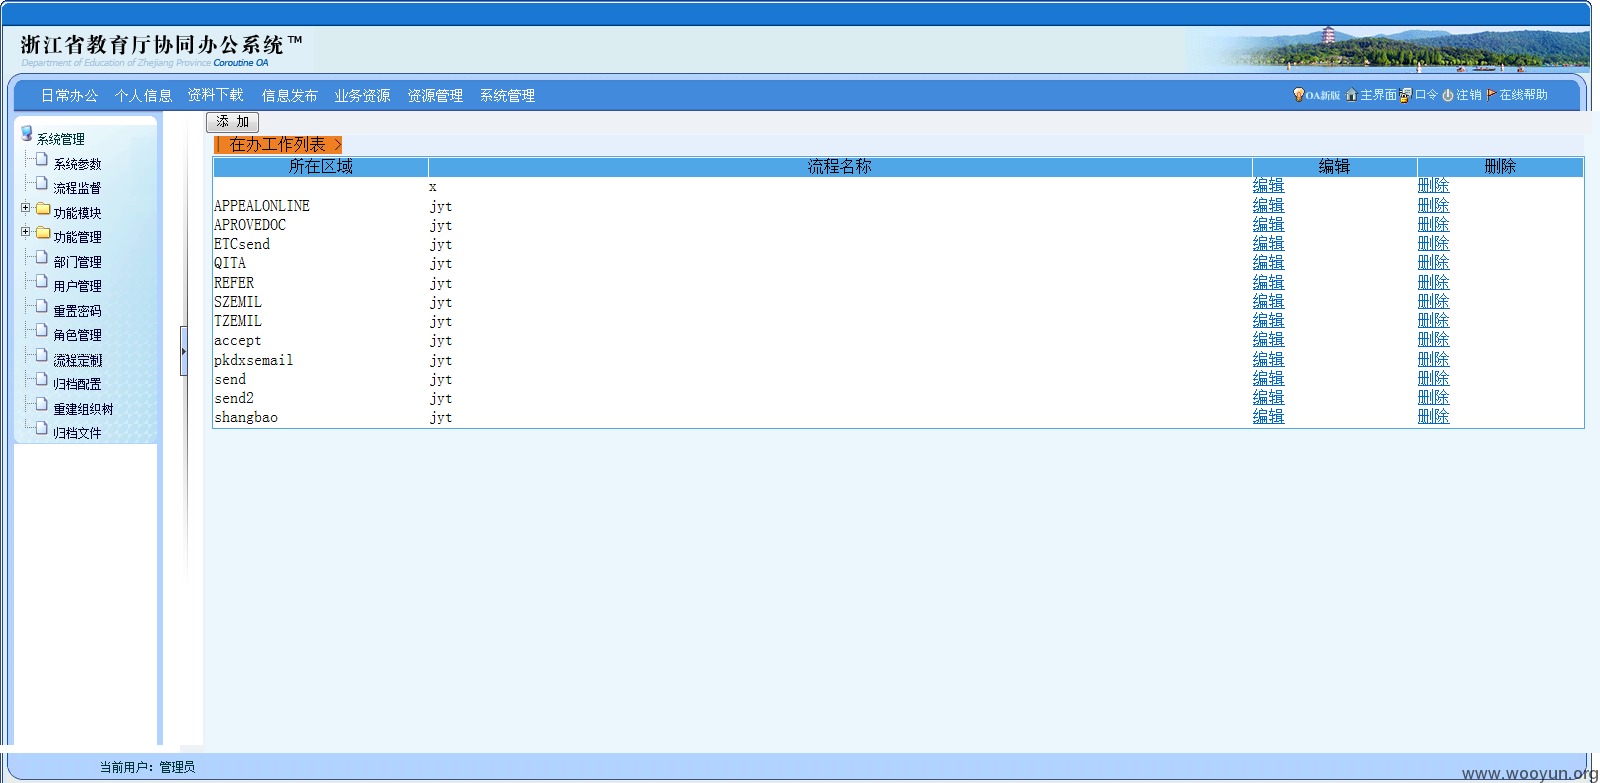 浙江省教育厅协同办公系统™
Department of Education of Zhejiang Province Coroutine OA
日常办公 个人信息 资料下载 信息发布 业务资源 资源管理 系统管理 OA新版 主界面 口令 注销 在线帮助
系统管理
系统参数
流程监督
功能模块
功能管理
部门管理
用户管理
重置密码
角色管理
流程定制
归档配置
重建组织树
归档文件
添 加
| 在办工作列表 >
所在区域 流程名称 编辑 删除
x 编辑 删除
APPEALONLINE jyt 编辑 删除
APROVEDOC jyt 编辑 删除
ETCsend jyt 编辑 删除
QITA jyt 编辑 删除
REFER jyt 编辑 删除
SZEMIL jyt 编辑 删除
TZEMIL jyt 编辑 删除
accept jyt 编辑 删除
pkdxsemail jyt 编辑 删除
send jyt 编辑 删除
send2 jyt 编辑 删除
shangbao jyt 编辑 删除
当前用户：管理员
www.wooyun.org